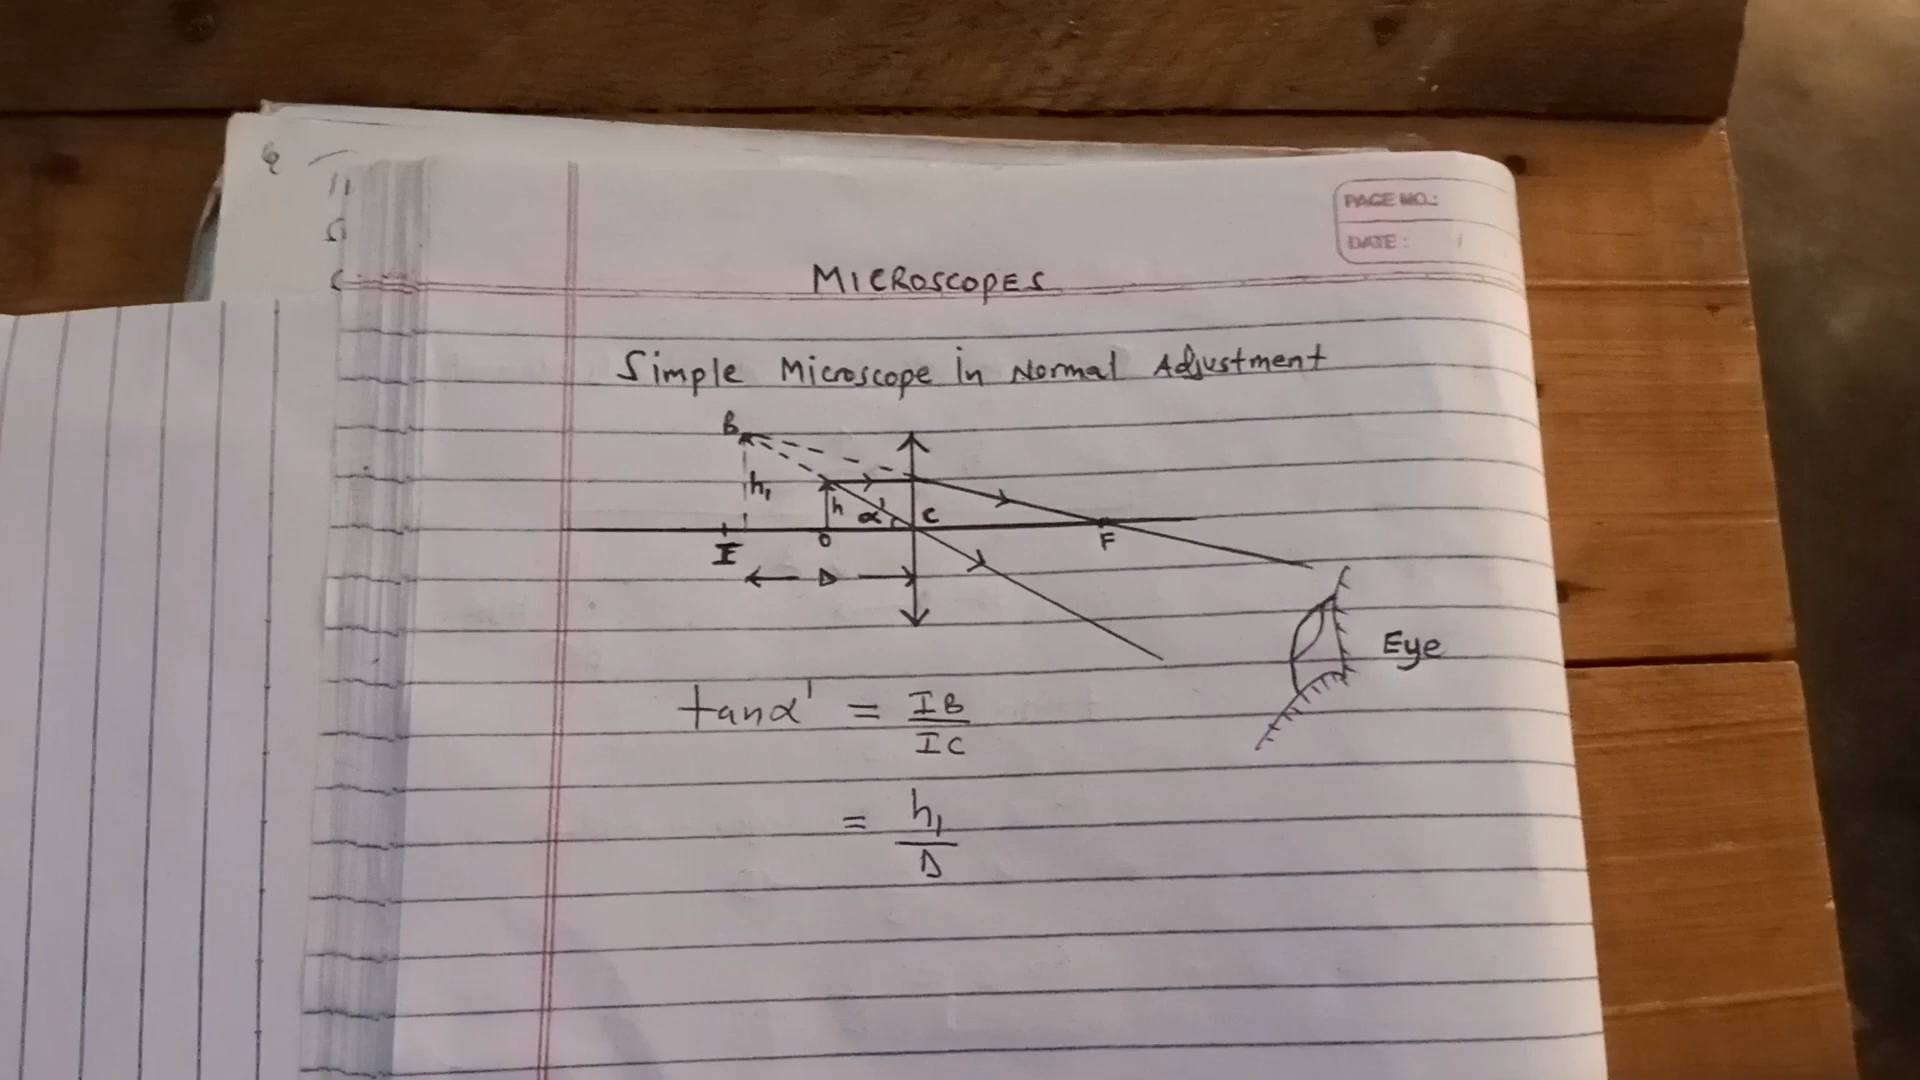 PAGE NO.:
DATE:
MICROSCOPES
Simple Microscope in Normal Adjustment
B
h₁
h
α'
C
I
O
F
D
Eye
tanα' = IB/IC
= h₁/D